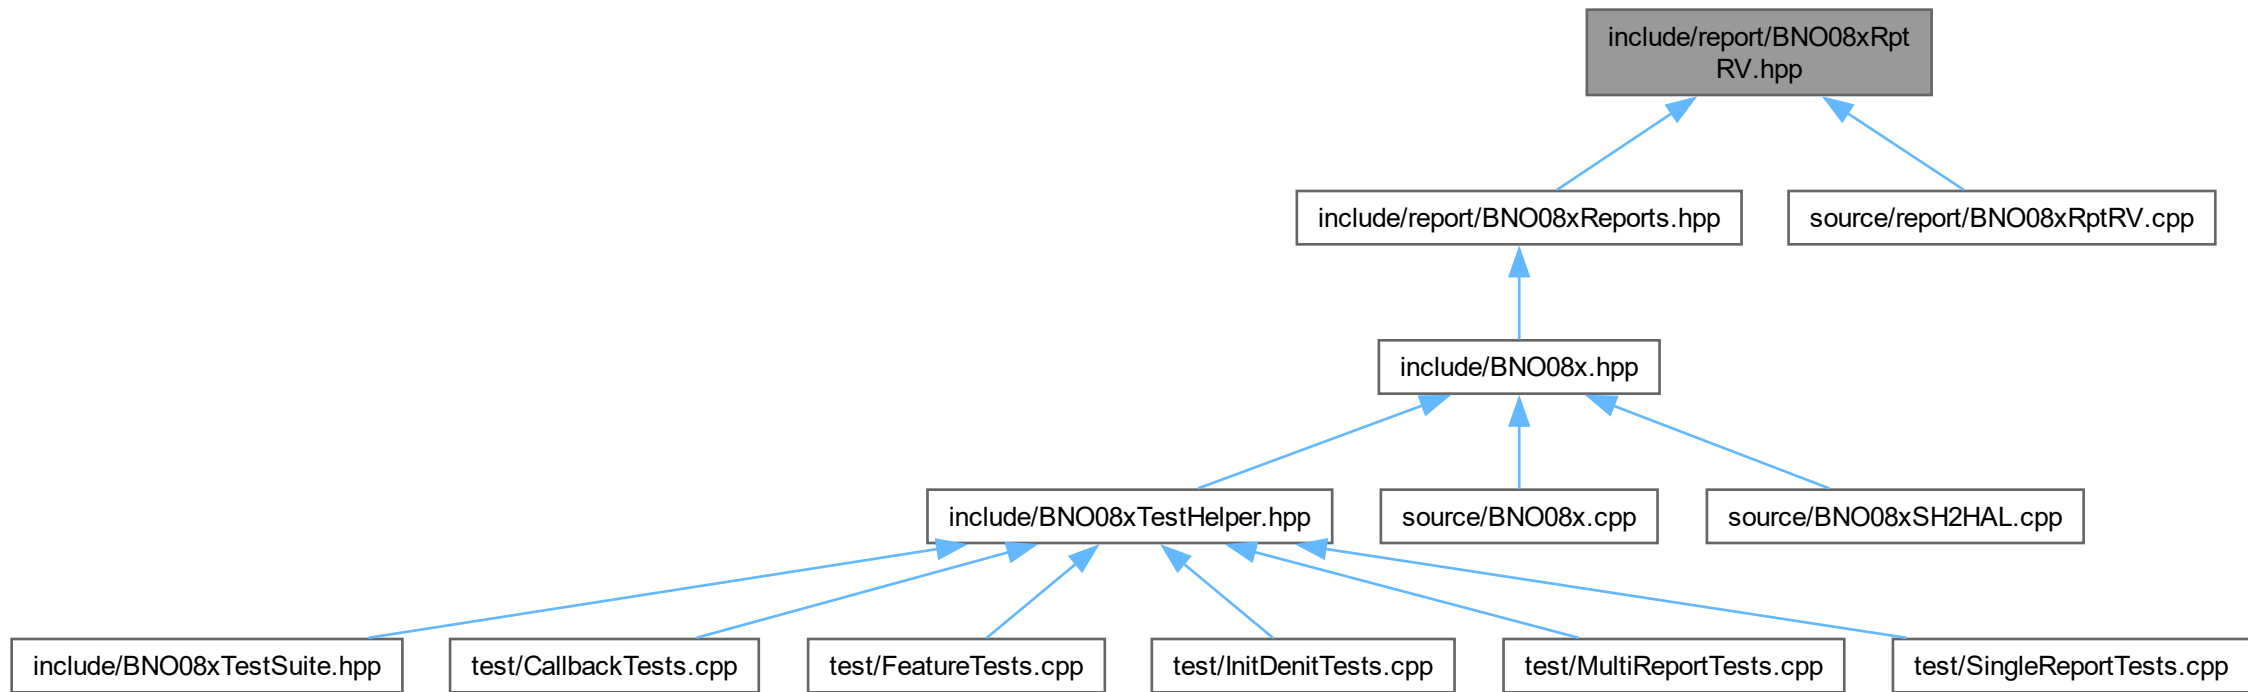 include/report/BNO08xRpt
RV.hpp
include/report/BNO08xReports.hpp
source/report/BNO08xRptRV.cpp
include/BNO08x.hpp
include/BNO08xTestHelper.hpp
source/BNO08x.cpp
source/BNO08xSH2HAL.cpp
include/BNO08xTestSuite.hpp
test/CallbackTests.cpp
test/FeatureTests.cpp
test/InitDenitTests.cpp
test/MultiReportTests.cpp
test/SingleReportTests.cpp